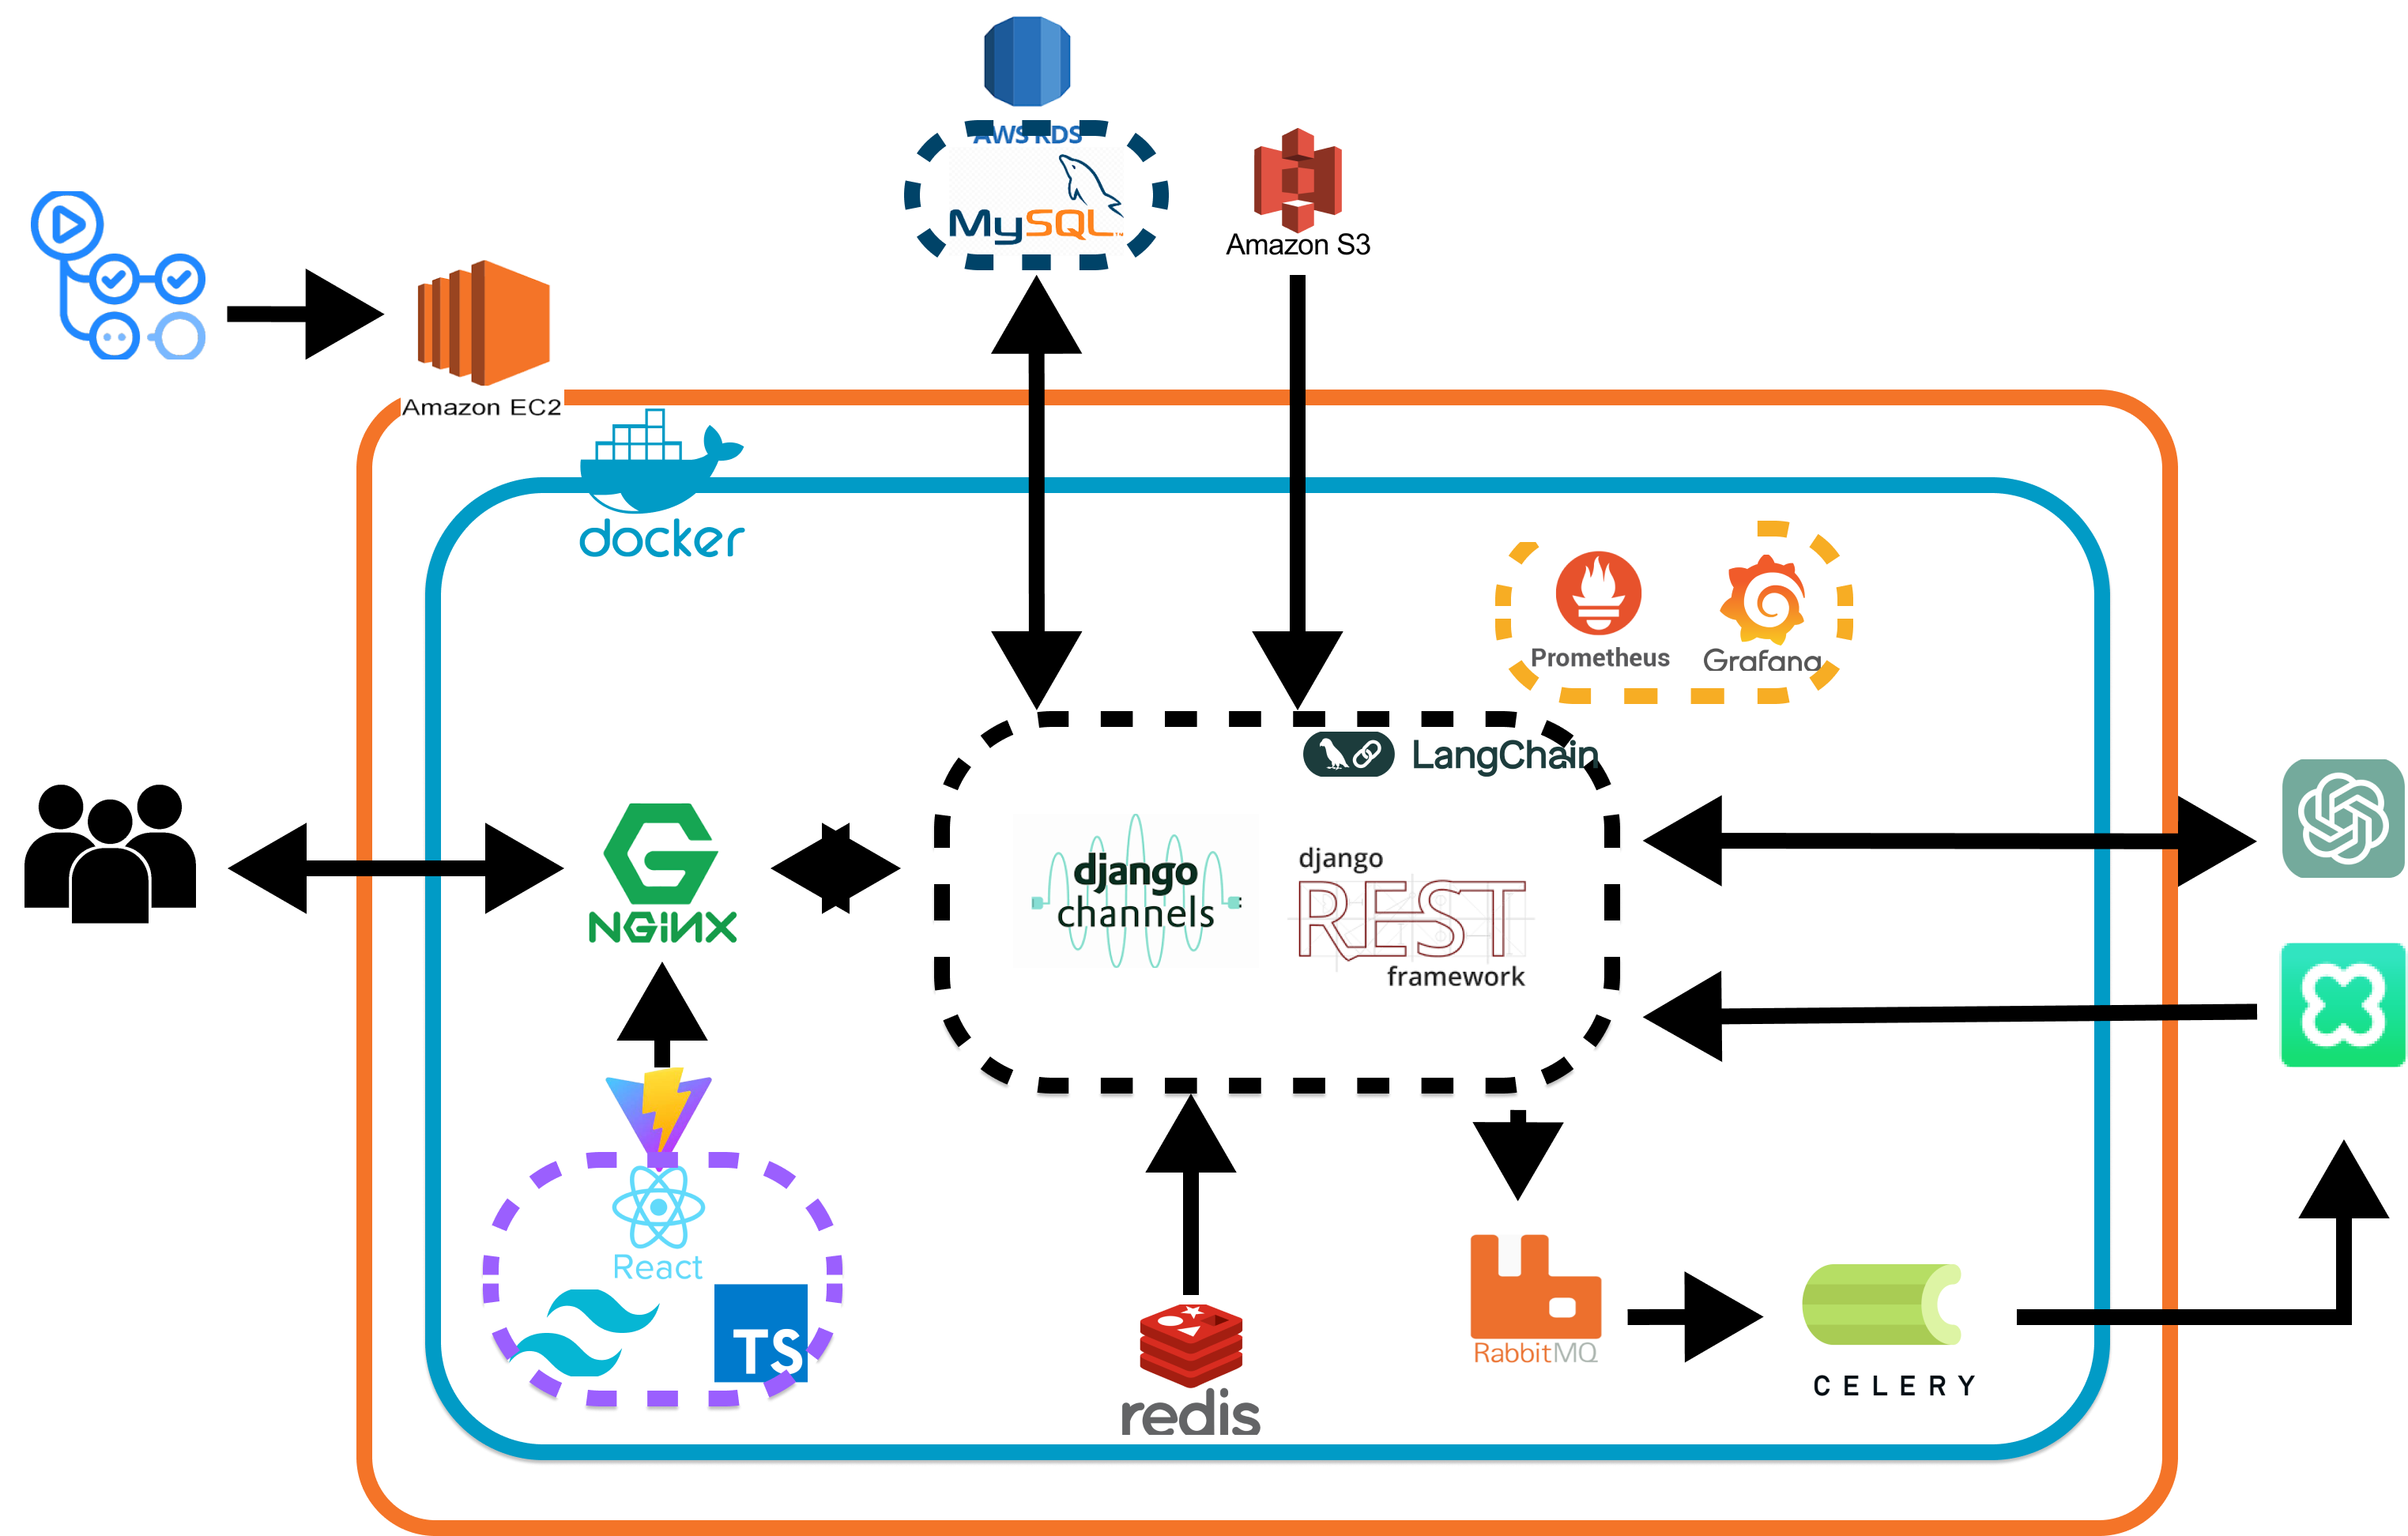 AWS RDS
MySQL
Amazon S3
Amazon EC2
docker
Prometheus
Grafana
LangChain
NGiNX
django
channels
django
REST
framework
React
TS
redis
RabbitMQ
CELERY